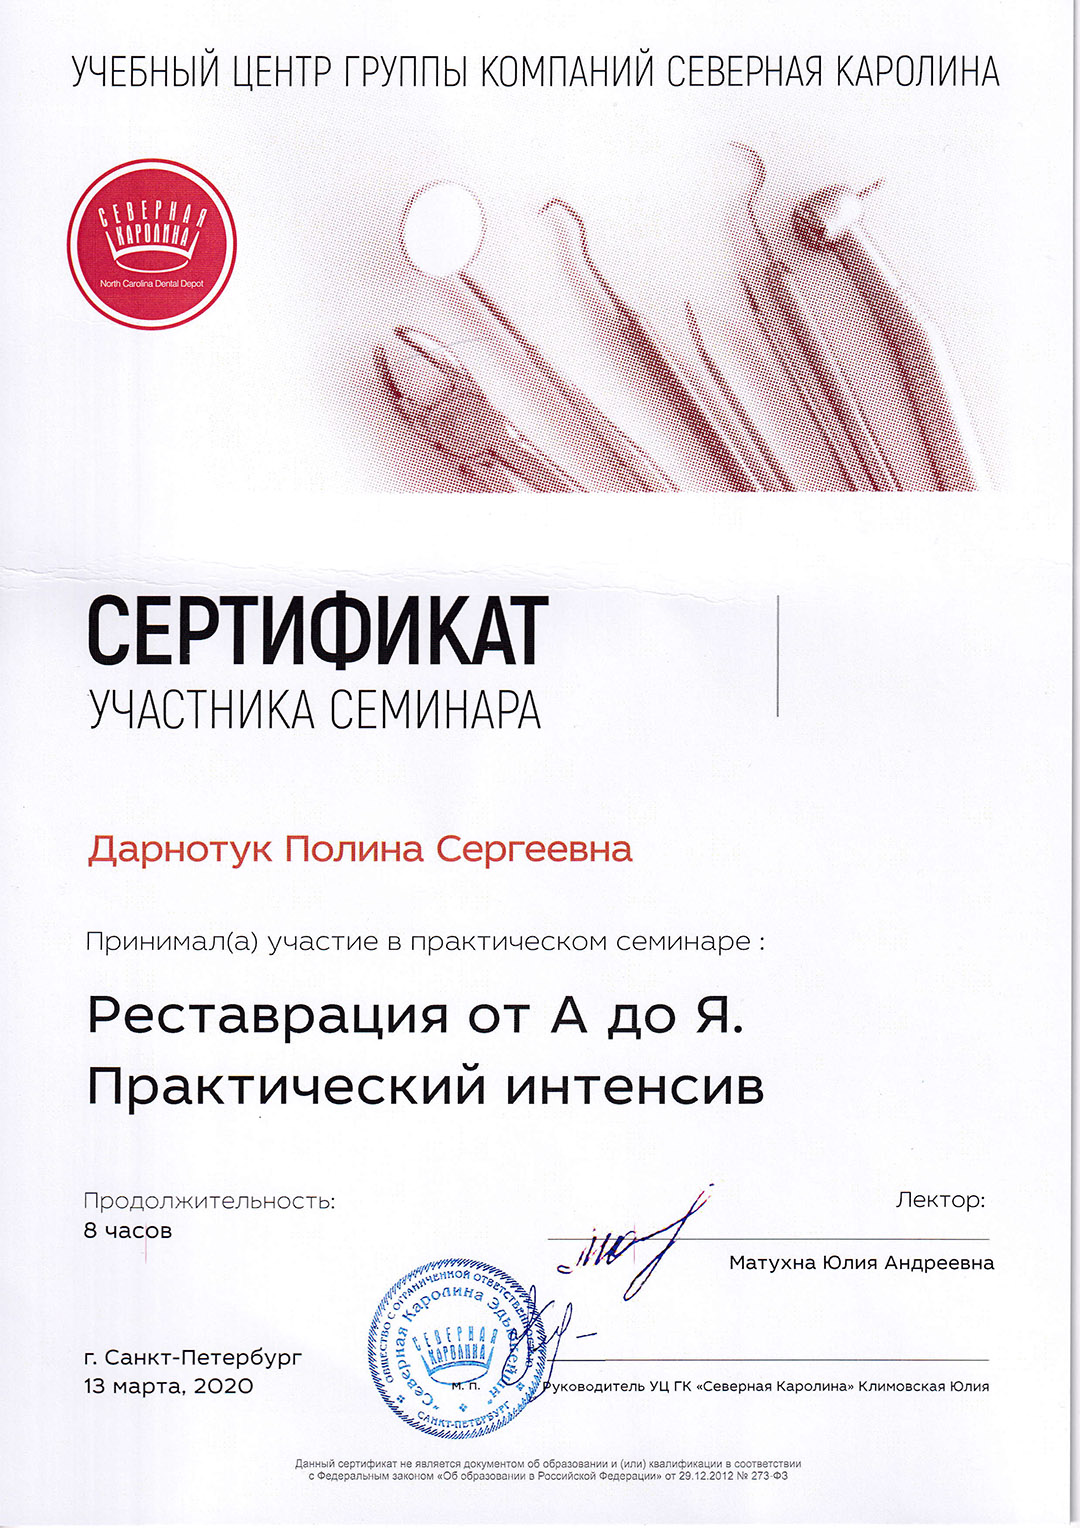 УЧЕБНЫЙ ЦЕНТР ГРУППЫ КОМПАНИЙ СЕВЕРНАЯ КАРОЛИНА
СЕВЕРНАЯ
КАРОЛИНА
North Carolina Dental Depot
СЕРТИФИКАТ
УЧАСТНИКА СЕМИНАРА
Дарнотук Полина Сергеевна
Принимал(а) участие в практическом семинаре :
Реставрация от А до Я.
Практический интенсив
Продолжительность:
8 часов
Лектор:
Матухна Юлия Андреевна
ОБЩЕСТВО С ОГРАНИЧЕННОЙ ОТВЕТСТВЕННОСТЬЮ
"Северная Каролина Эдьюкейшн"
СЕВЕРНАЯ
КАРОЛИНА
САНКТ-ПЕТЕРБУРГ
м. п.
г. Санкт-Петербург
13 марта, 2020
Руководитель УЦ ГК «Северная Каролина» Климовская Юлия
Данный сертификат не является документом об образовании и (или) квалификации в соответствии
с Федеральным законом «Об образовании в Российской Федерации» от 29.12.2012 № 273-ФЗ